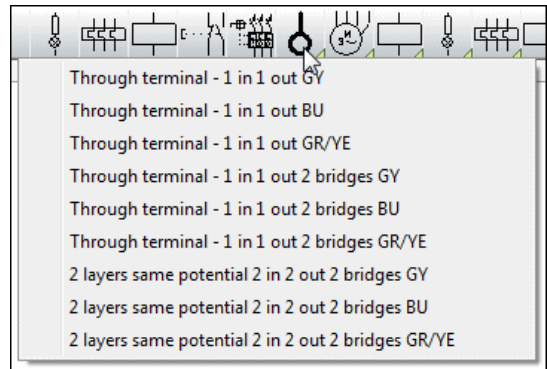 Through terminal - 1 in 1 out GY
Through terminal - 1 in 1 out BU
Through terminal - 1 in 1 out GR/YE
Through terminal - 1 in 1 out 2 bridges GY
Through terminal - 1 in 1 out 2 bridges BU
Through terminal - 1 in 1 out 2 bridges GR/YE
2 layers same potential 2 in 2 out 2 bridges GY
2 layers same potential 2 in 2 out 2 bridges BU
2 layers same potential 2 in 2 out 2 bridges GR/YE